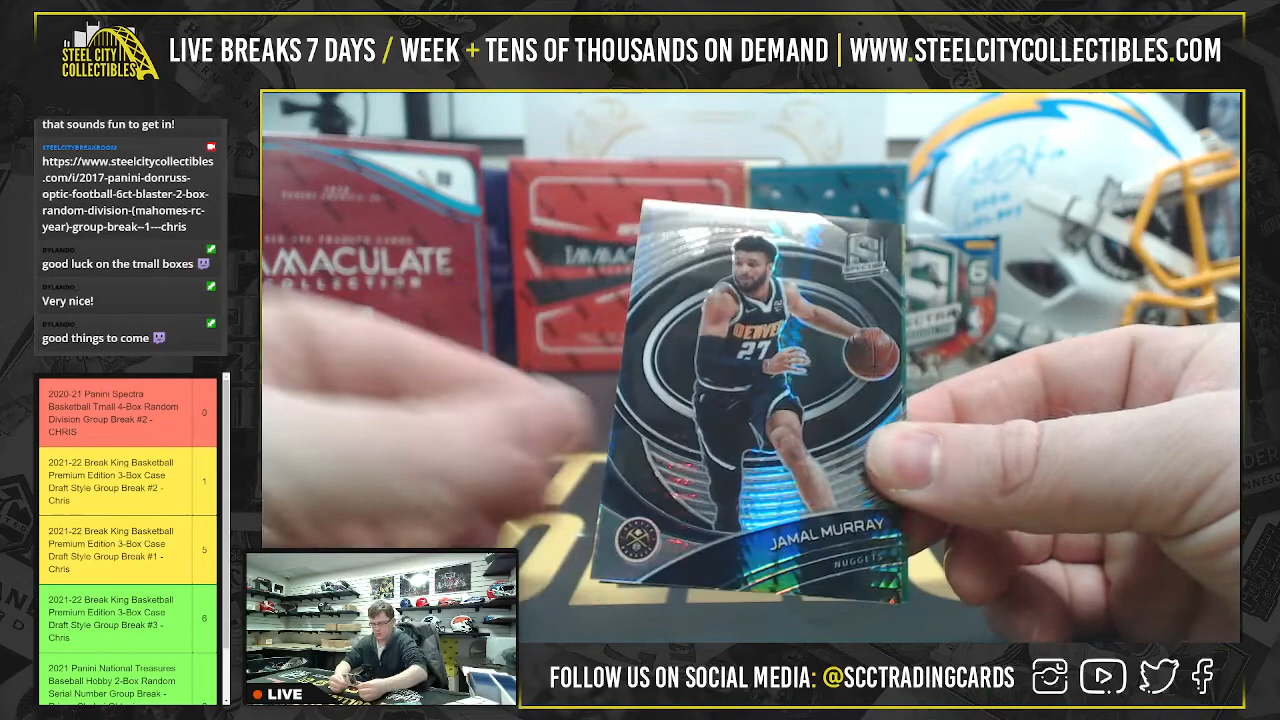 STEEL CITY
COLLECTIBLES
LIVE BREAKS 7 DAYS / WEEK + TENS OF THOUSANDS ON DEMAND | WWW.STEELCITYCOLLECTIBLES.COM
that sounds fun to get in!
STEELCITYBREAKROOM
https://www.steelcitycollectibles
.com/i/2017-panini-donruss-
optic-football-6ct-blaster-2-box-
random-division-(mahomes-rc-
year)-group-break--1---chris
DYLANDO
good luck on the tmall boxes
DYLANDO
Very nice!
DYLANDO
good things to come
2020-21 Panini Spectra
Basketball Tmall 4-Box Random
Division Group Break #2 -
CHRIS
0
2021-22 Break King Basketball
Premium Edition 3-Box Case
Draft Style Group Break #2 -
Chris
1
2021-22 Break King Basketball
Premium Edition 3-Box Case
Draft Style Group Break #1 -
Chris
5
2021-22 Break King Basketball
Premium Edition 3-Box Case
Draft Style Group Break #3 -
Chris
6
2021 Panini National Treasures
Baseball Hobby 2-Box Random
Serial Number Group Break -
MACULATE
SPECTRA
DENVER
27
JAMAL MURRAY
NUGGETS
LIVE
FOLLOW US ON SOCIAL MEDIA: @SCCTRADINGCARDS